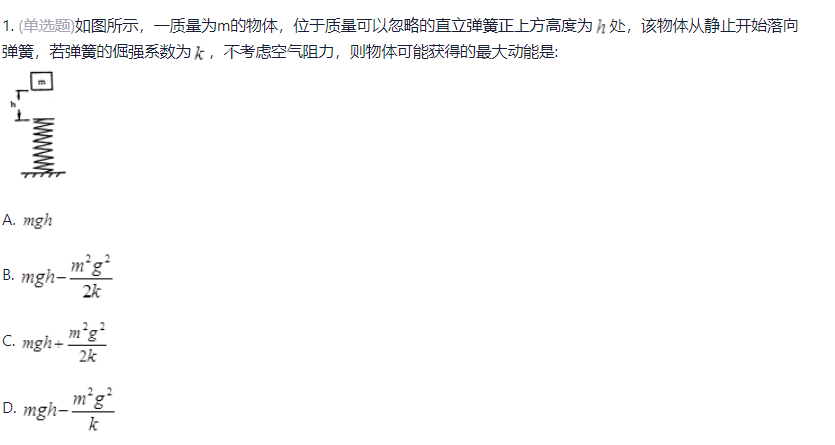 1. (单选题)如图所示，一质量为m的物体，位于质量可以忽略的直立弹簧正上方高度为 h 处，该物体从静止开始落向
弹簧，若弹簧的倔强系数为 k ，不考虑空气阻力，则物体可能获得的最大动能是:
m
h
A. mgh
B. mgh-\frac{m^2g^2}{2k}
C. mgh+\frac{m^2g^2}{2k}
D. mgh-\frac{m^2g^2}{k}